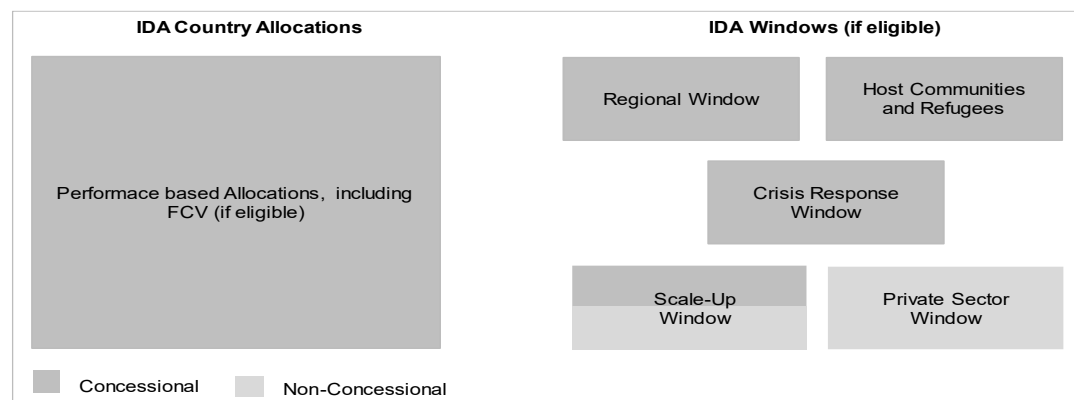 IDA Country Allocations
Performace based Allocations, including
FCV (if eligible)
IDA Windows (if eligible)
Regional Window
Host Communities
and Refugees
Crisis Response
Window
Scale-Up
Window
Private Sector
Window
Concessional
Non-Concessional